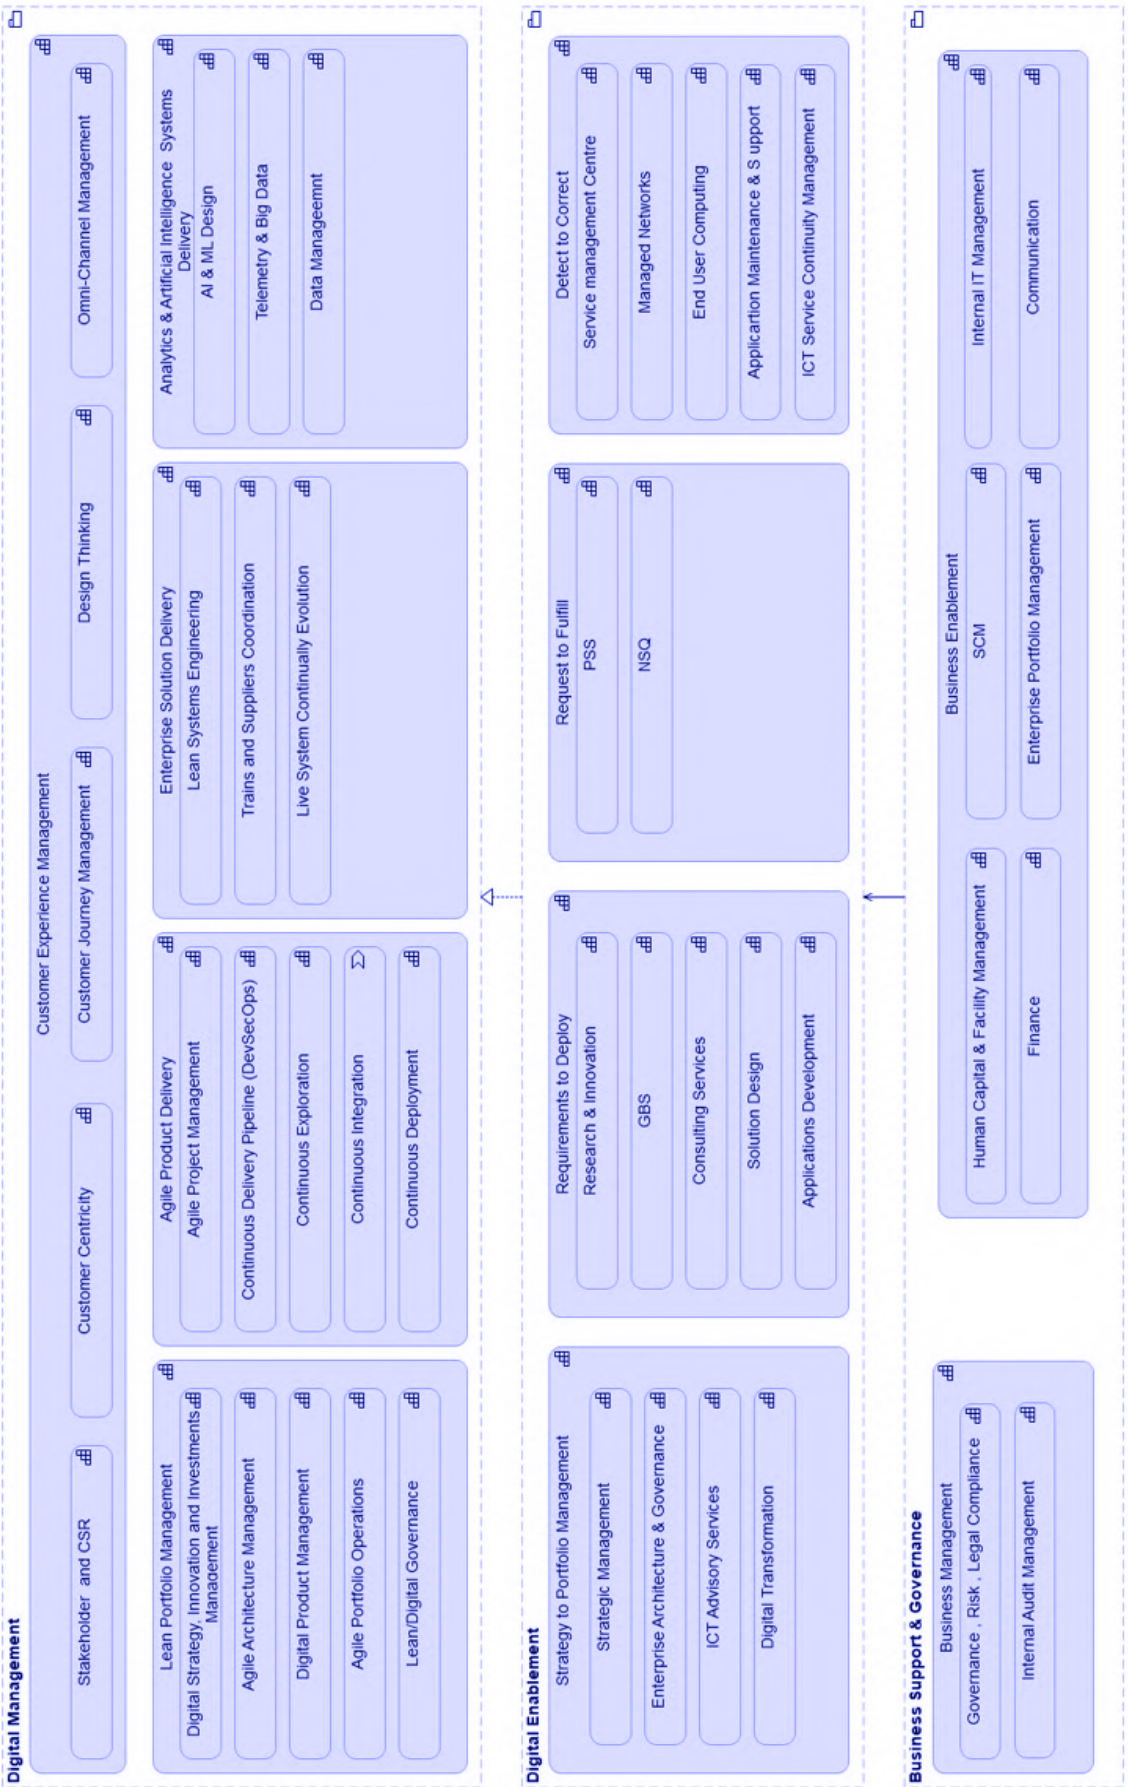 Digital Management
Customer Experience Management
Stakeholder and CSR
Customer Centricity
Customer Journey Management
Design Thinking
Omni-Channel Management
Lean Portfolio Management
Digital Strategy, Innovation and Investments
Management
Agile Architecture Management
Digital Product Management
Agile Portfolio Operations
Lean/Digital Governance
Agile Product Delivery
Agile Project Management
Continuous Delivery Pipeline (DevSecOps)
Continuous Exploration
Continuous Integration
Continuous Deployment
Enterprise Solution Delivery
Lean Systems Engineering
Trains and Suppliers Coordination
Live System Continually Evolution
Analytics & Artificial Intelligence Systems
Delivery
AI & ML Design
Telemetry & Big Data
Data Manageemnt
Digital Enablement
Strategy to Portfolio Management
Strategic Management
Enterprise Architecture & Governance
ICT Advisory Services
Digital Transformation
Requirements to Deploy
Research & Innovation
GBS
Consulting Services
Solution Design
Applications Development
Request to Fulfill
PSS
NSQ
Detect to Correct
Service management Centre
Managed Networks
End User Computing
Applicartion Maintenance & S upport
ICT Service Continuity Management
Business Support & Governance
Business Management
Governance , Risk , Legal Compliance
Internal Audit Management
Business Enablement
Human Capital & Facility Management
SCM
Internal IT Management
Finance
Enterprise Portfolio Management
Communication